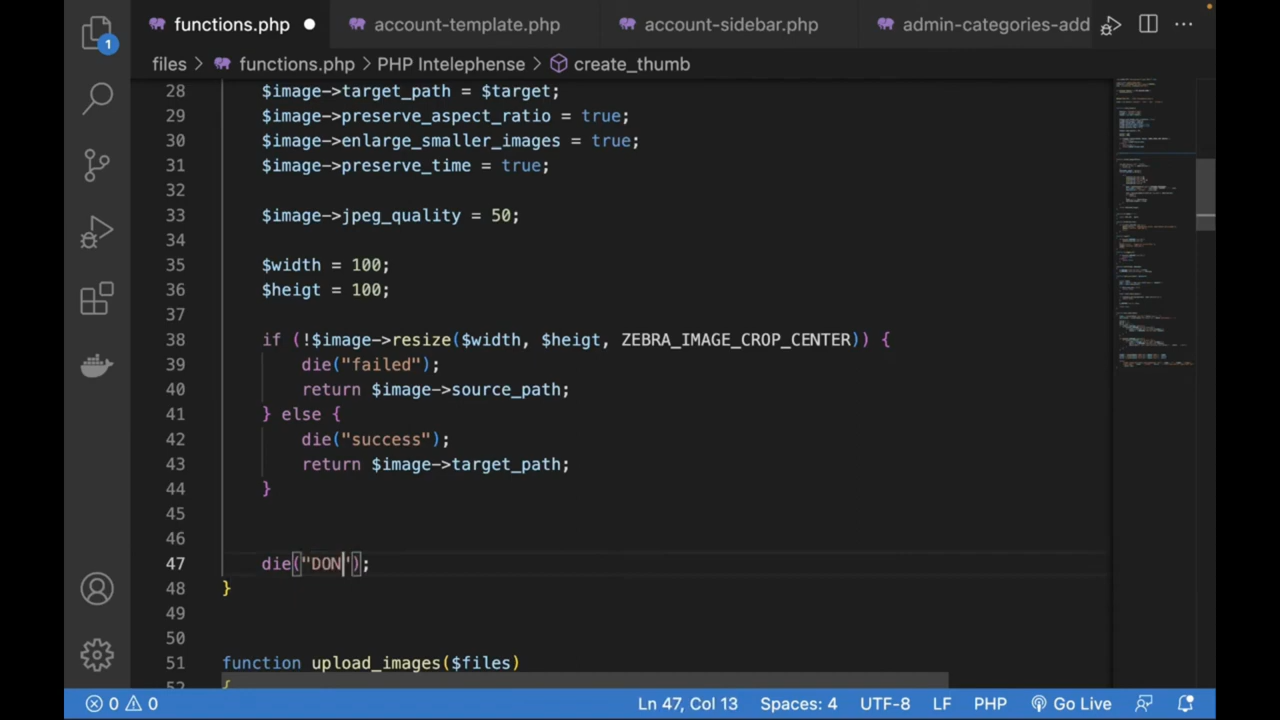 functions.php account-template.php account-sidebar.php admin-categories-add
files > functions.php > PHP Intelephense > create_thumb
28 $image->target_path = $target;
29 $image->preserve_aspect_ratio = true;
30 $image->enlarge_smaller_images = true;
31 $image->preserve_time = true;
32
33 $image->jpeg_quality = 50;
34
35 $width = 100;
36 $heigt = 100;
37
38 if (!$image->resize($width, $heigt, ZEBRA_IMAGE_CROP_CENTER)) {
39 die("failed");
40 return $image->source_path;
41 } else {
42 die("success");
43 return $image->target_path;
44 }
45
46
47 die("DON");
48 }
49
50
51 function upload_images($files)
52 {
1
0 0 Ln 47, Col 13 Spaces: 4 UTF-8 LF PHP Go Live